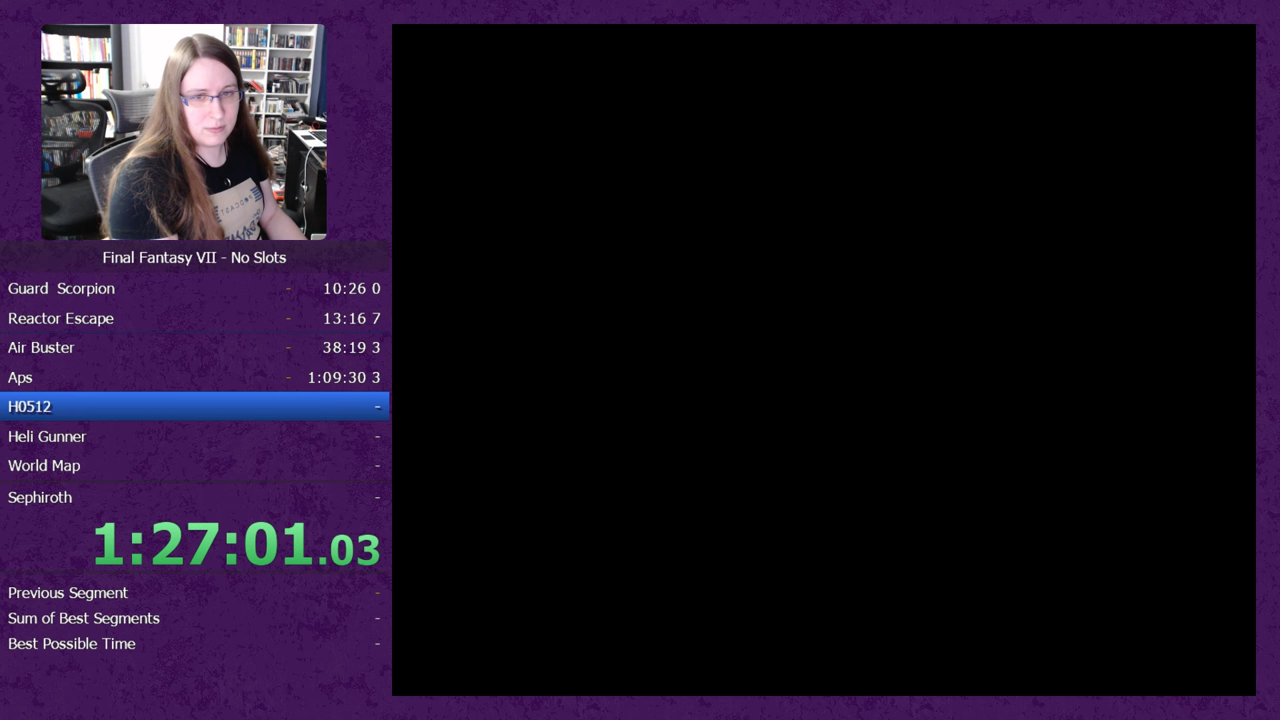 Final Fantasy VII - No Slots
Guard Scorpion - 10:26 0
Reactor Escape - 13:16 7
Air Buster - 38:19 3
Aps - 1:09:30 3
H0512 -
Heli Gunner -
World Map -
Sephiroth -
1:27:01.03
Previous Segment -
Sum of Best Segments -
Best Possible Time -